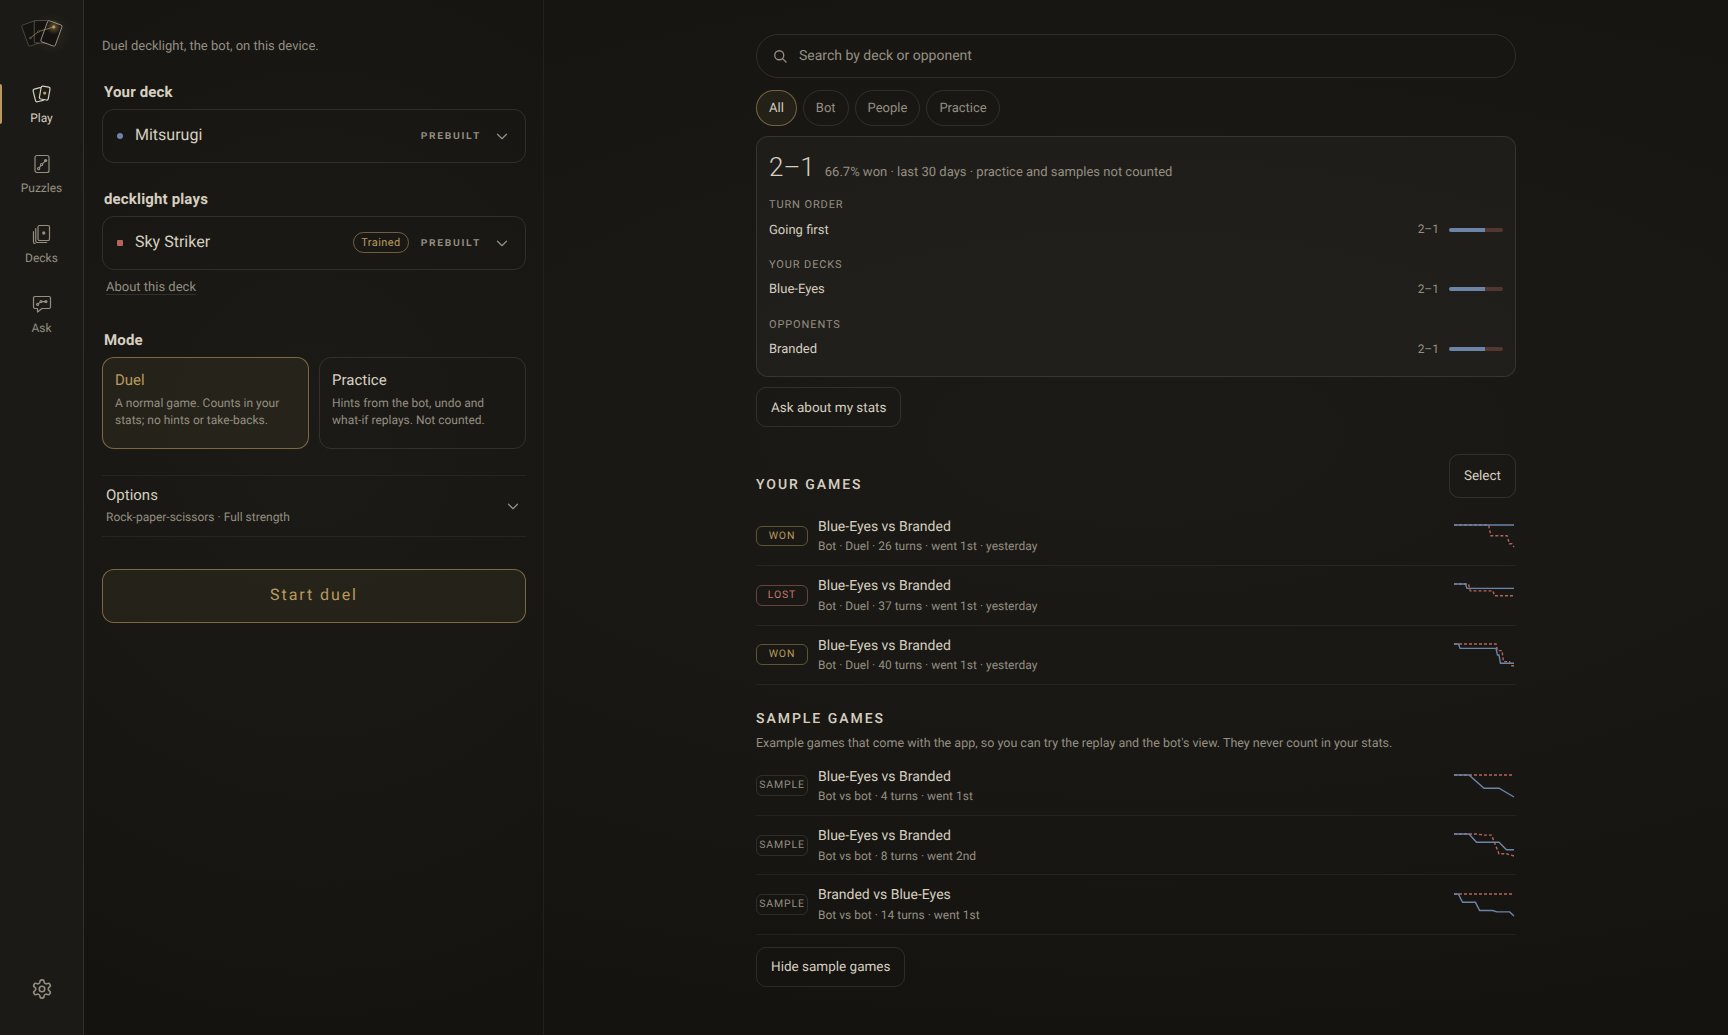 Play
Puzzles
Decks
Ask
Duel decklight, the bot, on this device.
Your deck
Mitsurugi PREBUILT
decklight plays
Sky Striker Trained PREBUILT
About this deck
Mode
Duel
A normal game. Counts in your
stats; no hints or take-backs.
Practice
Hints from the bot, undo and
what-if replays. Not counted.
Options
Rock-paper-scissors · Full strength
Start duel
Search by deck or opponent
All Bot People Practice
2–1 66.7% won · last 30 days · practice and samples not counted
TURN ORDER
Going first 2–1
YOUR DECKS
Blue-Eyes 2–1
OPPONENTS
Branded 2–1
Ask about my stats
YOUR GAMES
Select
WON
Blue-Eyes vs Branded
Bot · Duel · 26 turns · went 1st · yesterday
LOST
Blue-Eyes vs Branded
Bot · Duel · 37 turns · went 1st · yesterday
WON
Blue-Eyes vs Branded
Bot · Duel · 40 turns · went 1st · yesterday
SAMPLE GAMES
Example games that come with the app, so you can try the replay and the bot's view. They never count in your stats.
SAMPLE
Blue-Eyes vs Branded
Bot vs bot · 4 turns · went 1st
SAMPLE
Blue-Eyes vs Branded
Bot vs bot · 8 turns · went 2nd
SAMPLE
Branded vs Blue-Eyes
Bot vs bot · 14 turns · went 1st
Hide sample games